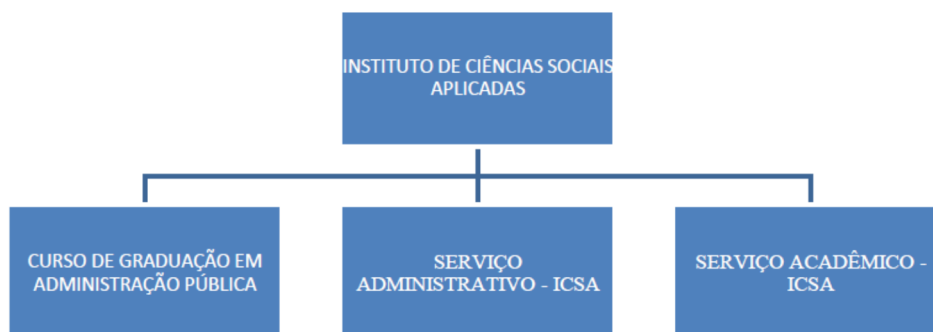 INSTITUTO DE CIÊNCIAS SOCIAIS
APLICADAS
CURSO DE GRADUAÇÃO EM
ADMINISTRAÇÃO PÚBLICA
SERVIÇO
ADMINISTRATIVO - ICSA
SERVIÇO ACADÊMICO -
ICSA